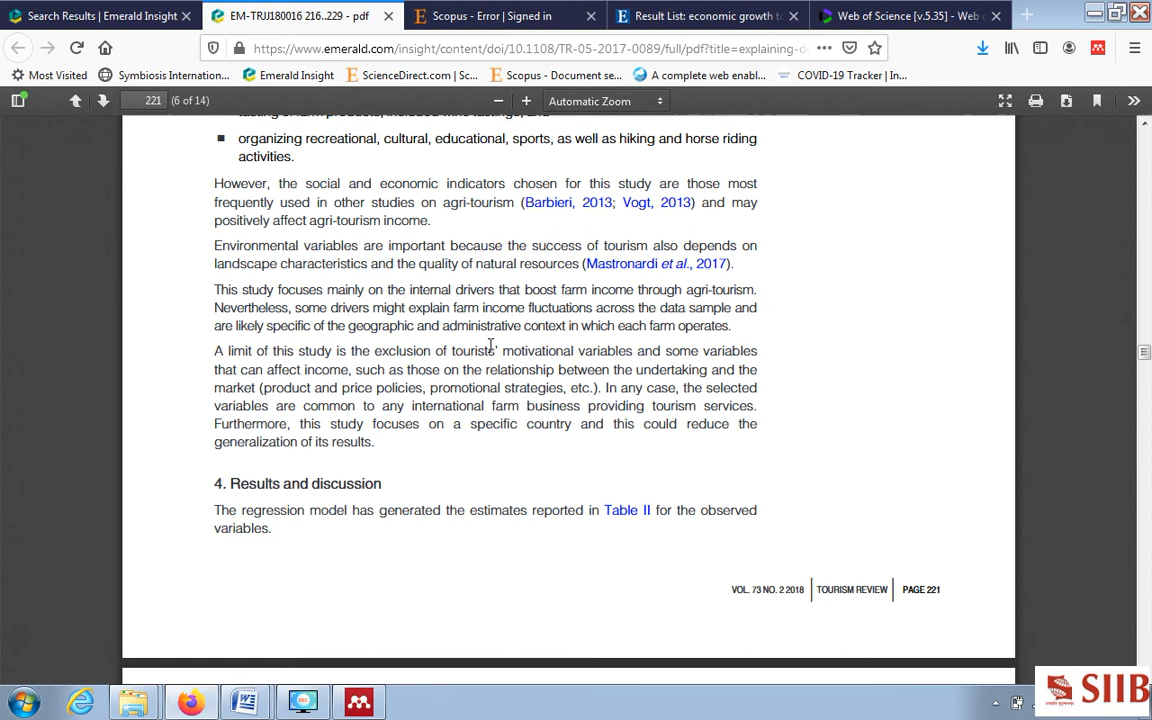 Search Results | Emerald Insight
EM-TRJJ180016 216..229 - pdf
Scopus - Error | Signed in
Result List: economic growth t
Web of Science [v.5.35] - Web
https://www.emerald.com/insight/content/doi/10.1108/TR-05-2017-0089/full/pdf?title=explaining-d
Most Visited
Symbiosis Internation...
Emerald Insight
ScienceDirect.com | Sc...
Scopus - Document se...
A complete web enabl...
COVID-19 Tracker | In...
221 (6 of 14)
Automatic Zoom
organizing recreational, cultural, educational, sports, as well as hiking and horse riding
activities.
However, the social and economic indicators chosen for this study are those most
frequently used in other studies on agri-tourism (Barbieri, 2013; Vogt, 2013) and may
positively affect agri-tourism income.
Environmental variables are important because the success of tourism also depends on
landscape characteristics and the quality of natural resources (Mastronardi et al., 2017).
This study focuses mainly on the internal drivers that boost farm income through agri-tourism.
Nevertheless, some drivers might explain farm income fluctuations across the data sample and
are likely specific of the geographic and administrative context in which each farm operates.
A limit of this study is the exclusion of tourists' motivational variables and some variables
that can affect income, such as those on the relationship between the undertaking and the
market (product and price policies, promotional strategies, etc.). In any case, the selected
variables are common to any international farm business providing tourism services.
Furthermore, this study focuses on a specific country and this could reduce the
generalization of its results.
4. Results and discussion
The regression model has generated the estimates reported in Table II for the observed
variables.
VOL. 73 NO. 2 2018 | TOURISM REVIEW | PAGE 221
SIIB